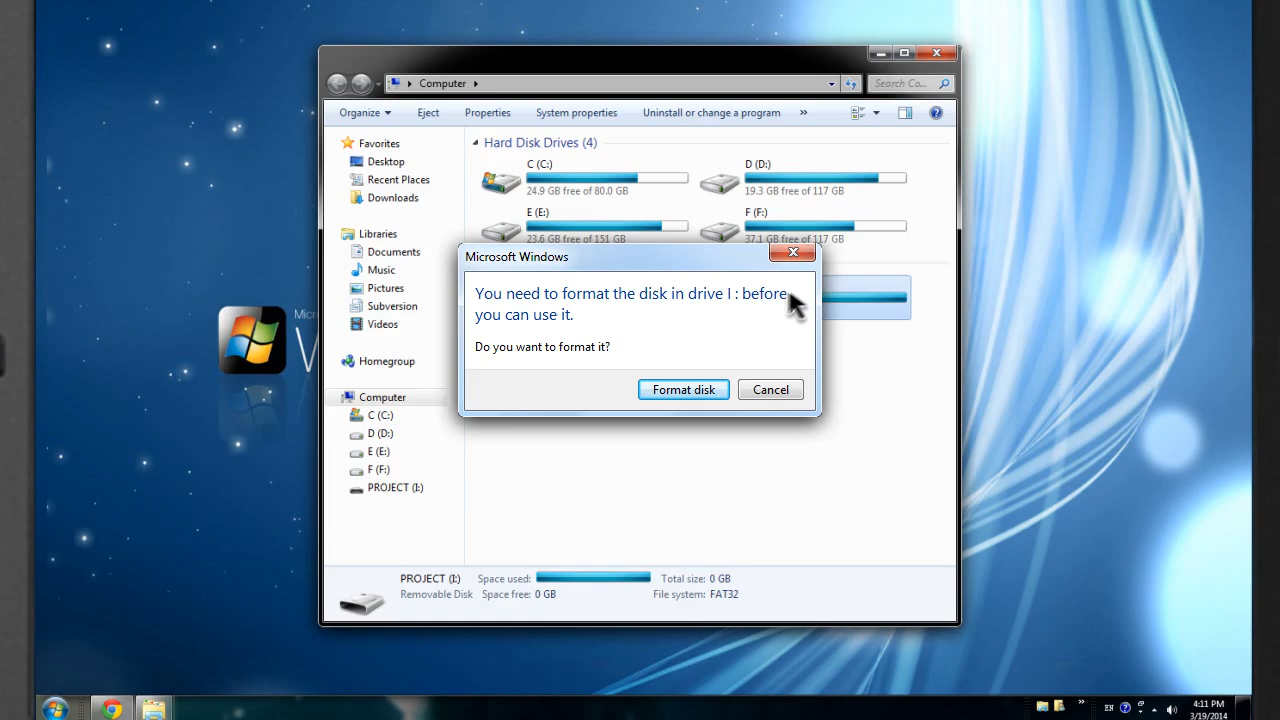 Computer
Search Co...
Organize
Eject
Properties
System properties
Uninstall or change a program
»
Favorites
Desktop
Recent Places
Downloads
Libraries
Documents
Music
Pictures
Subversion
Videos
Homegroup
Computer
C (C:)
D (D:)
E (E:)
F (F:)
PROJECT (I:)
Hard Disk Drives (4)
C (C:)
24.9 GB free of 80.0 GB
D (D:)
19.3 GB free of 117 GB
E (E:)
23.6 GB free of 151 GB
F (F:)
37.1 GB free of 117 GB
Microsoft Windows
You need to format the disk in drive I : before
you can use it.
Do you want to format it?
Format disk
Cancel
PROJECT (I:)
Space used:
Total size: 0 GB
Removable Disk
Space free: 0 GB
File system: FAT32
Micr
»
EN
4:11 PM
3/19/2014